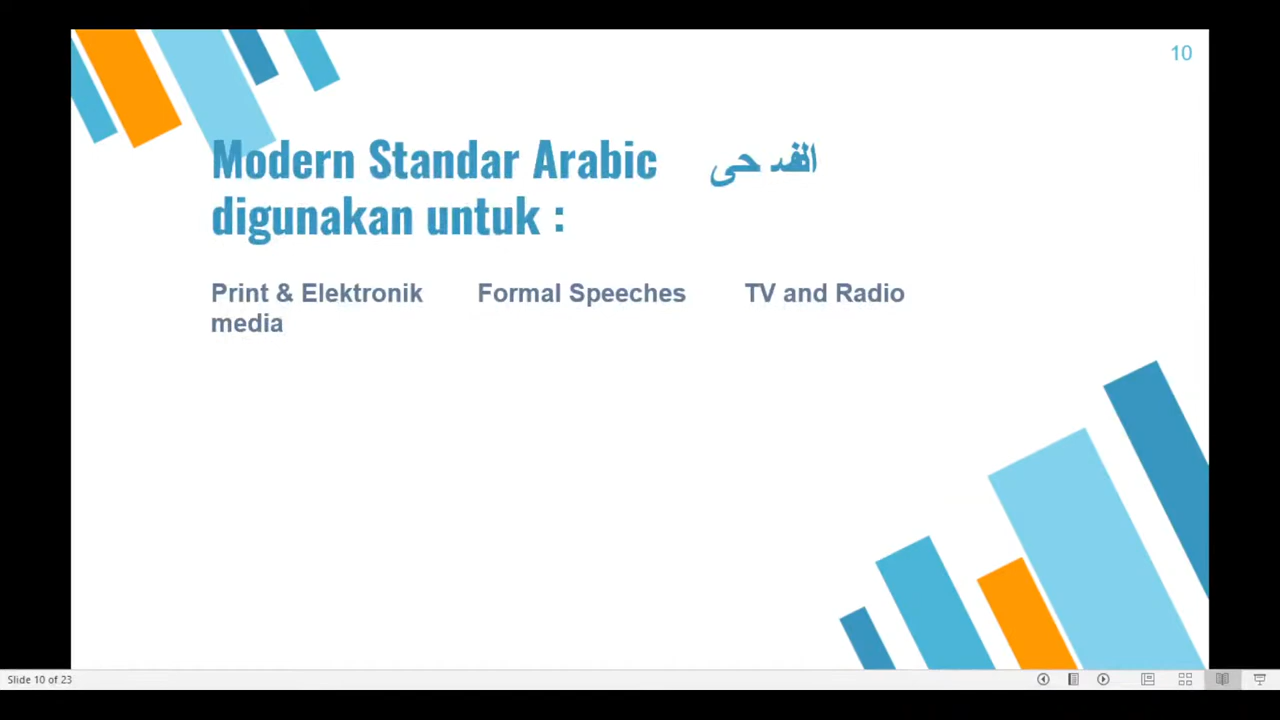 10
Modern Standar Arabic الفصحى
digunakan untuk :
Print & Elektronik
media
Formal Speeches
TV and Radio
Slide 10 of 23